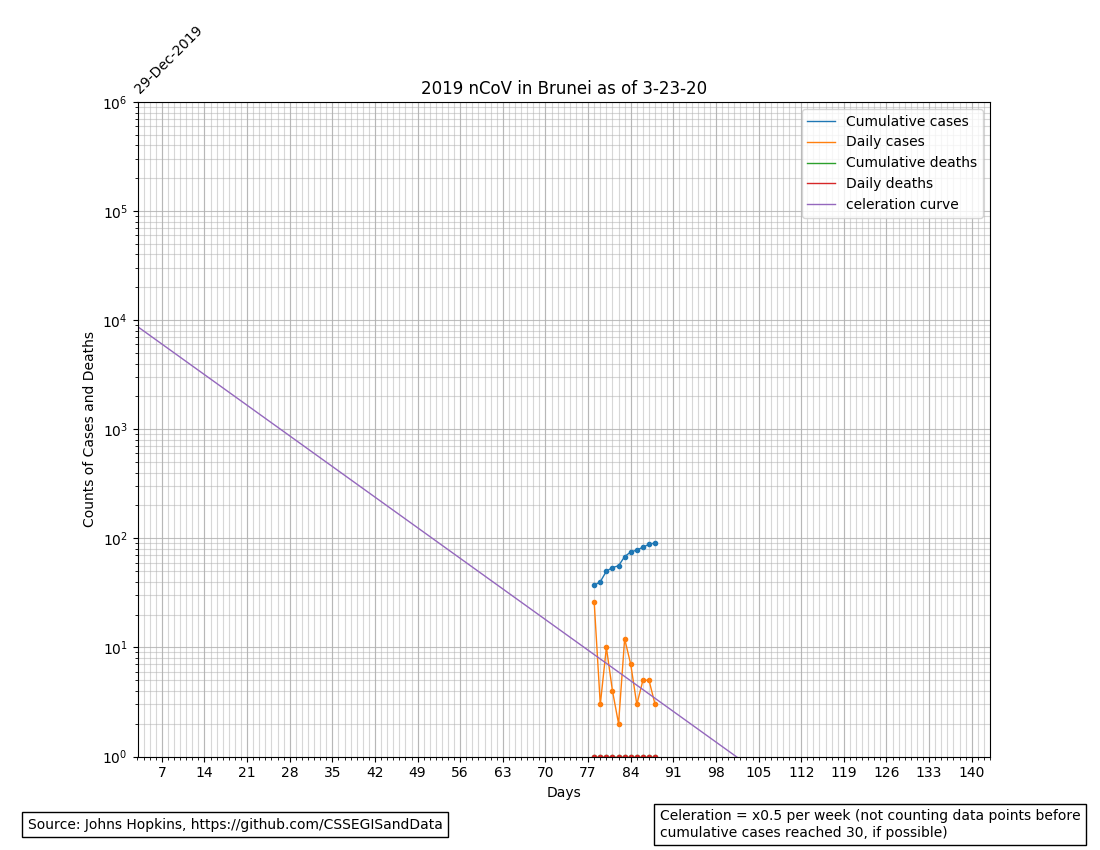 29-Dec-2019
2019 nCoV in Brunei as of 3-23-20
Cumulative cases
Daily cases
Cumulative deaths
Daily deaths
celeration curve
Counts of Cases and Deaths
10^6
10^5
10^4
10^3
10^2
10^1
10^0
7 14 21 28 35 42 49 56 63 70 77 84 91 98 105 112 119 126 133 140
Days
Source: Johns Hopkins, https://github.com/CSSEGISandData
Celeration = x0.5 per week (not counting data points before
cumulative cases reached 30, if possible)